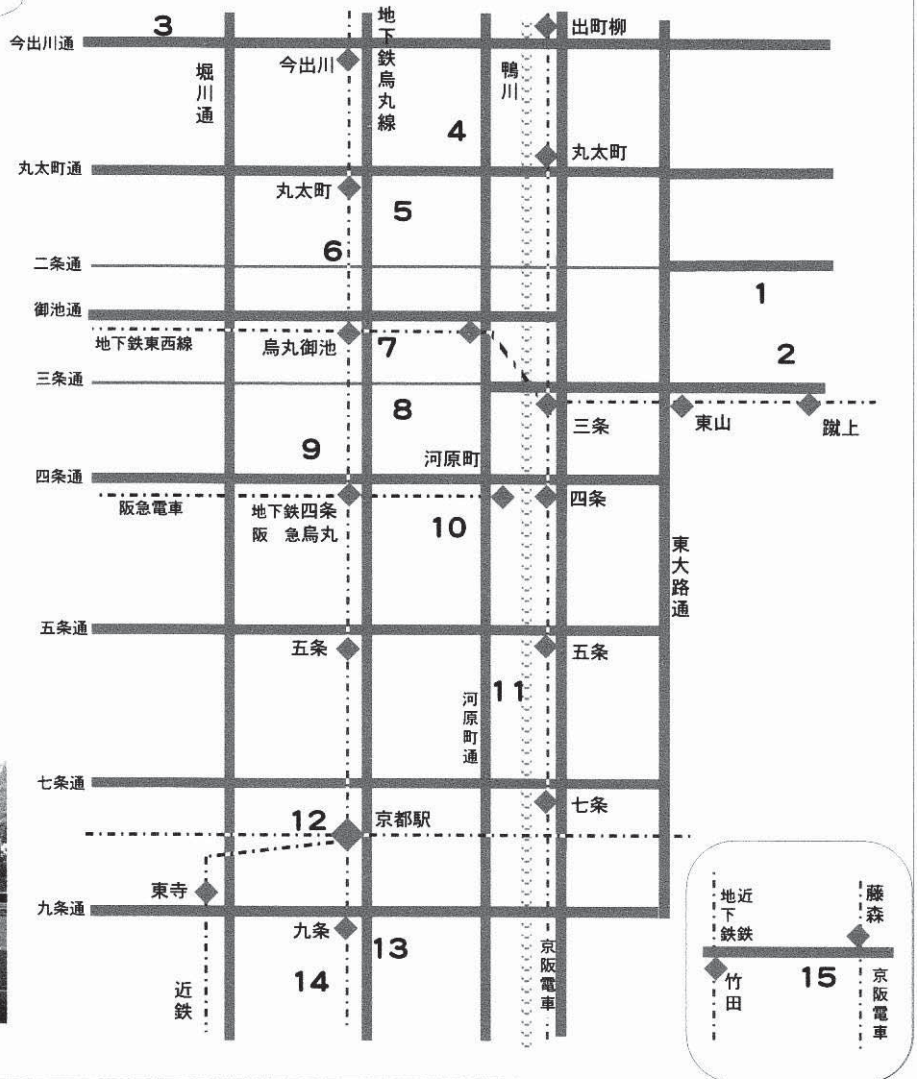 3
今出川通
今出川
堀川通
地下鉄烏丸線
鴨川
出町柳
4
丸太町通
丸太町
丸太町
5
6
二条通
1
御池通
地下鉄東西線
烏丸御池
7
2
三条通
8
三条
東山
蹴上
9
河原町
四条通
阪急電車
地下鉄四条
阪 急烏丸
10
四条
東大路通
五条通
五条
五条
11
河原町通
七条通
七条
12
京都駅
東寺
九条通
九条
13
14
近鉄
京阪電車
地下鉄
近鉄
藤森
竹田
15
京阪電車